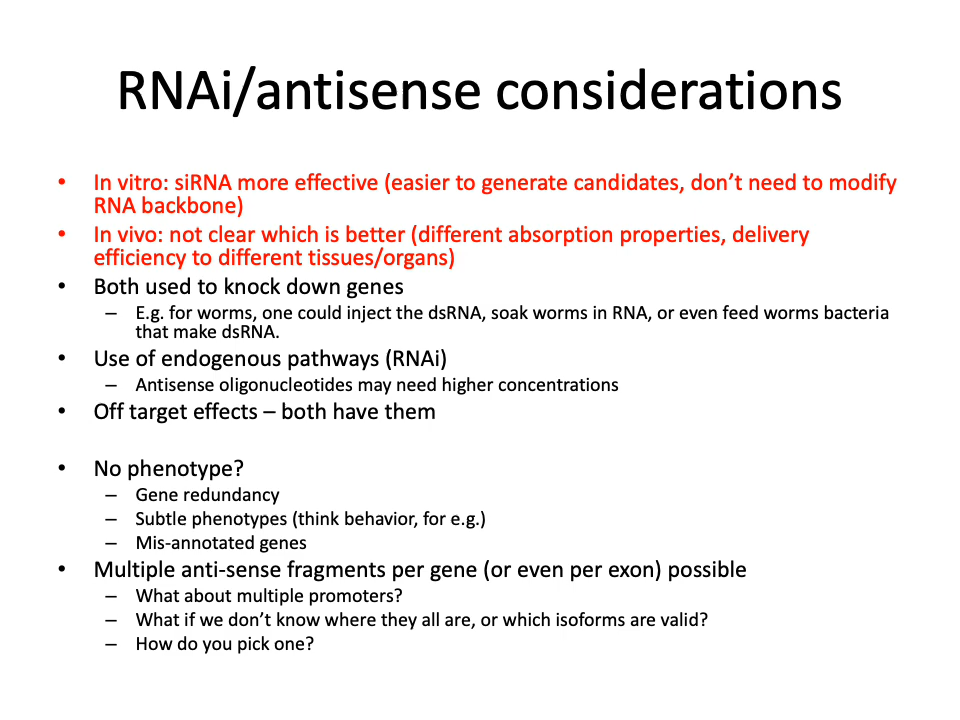 RNAi/antisense considerations
• In vitro: siRNA more effective (easier to generate candidates, don’t need to modify
RNA backbone)
• In vivo: not clear which is better (different absorption properties, delivery
efficiency to different tissues/organs)
• Both used to knock down genes
– E.g. for worms, one could inject the dsRNA, soak worms in RNA, or even feed worms bacteria
that make dsRNA.
• Use of endogenous pathways (RNAi)
– Antisense oligonucleotides may need higher concentrations
• Off target effects – both have them
• No phenotype?
– Gene redundancy
– Subtle phenotypes (think behavior, for e.g.)
– Mis-annotated genes
• Multiple anti-sense fragments per gene (or even per exon) possible
– What about multiple promoters?
– What if we don’t know where they all are, or which isoforms are valid?
– How do you pick one?